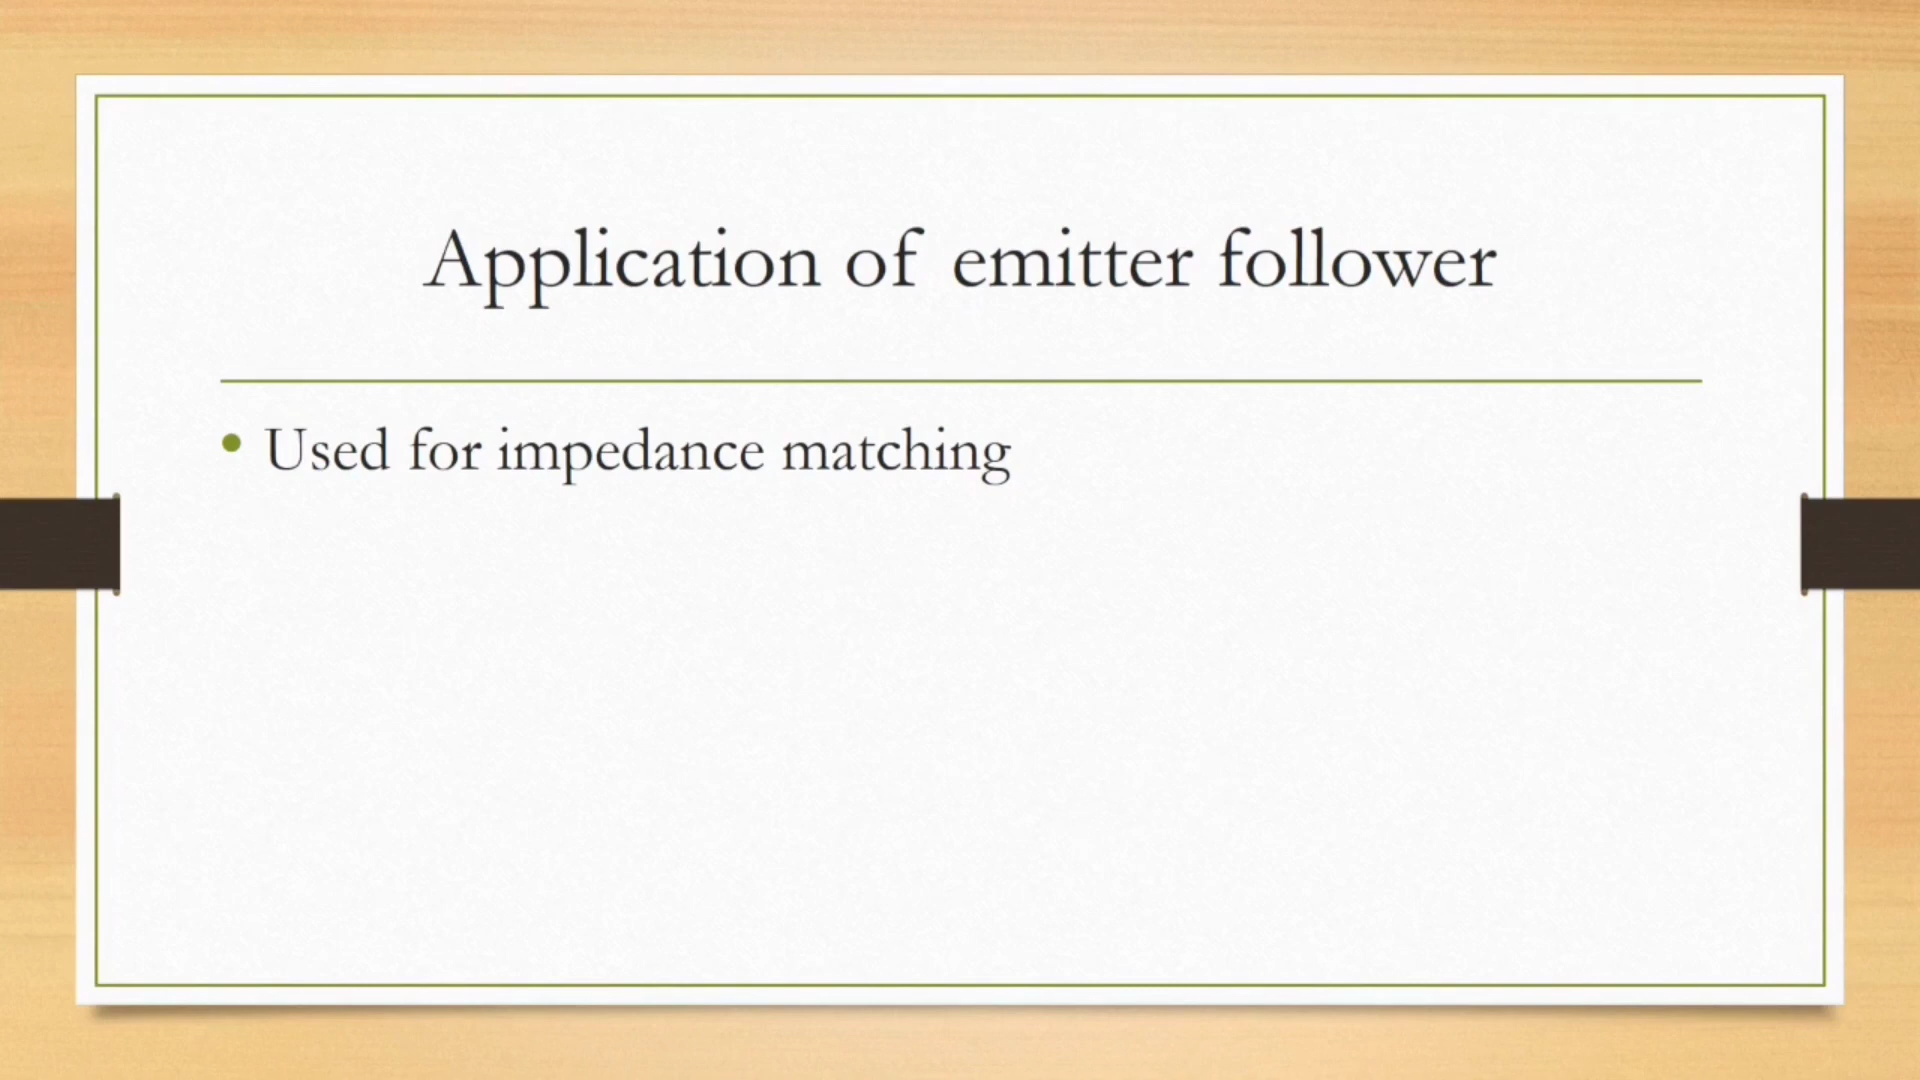 Application of emitter follower
• Used for impedance matching